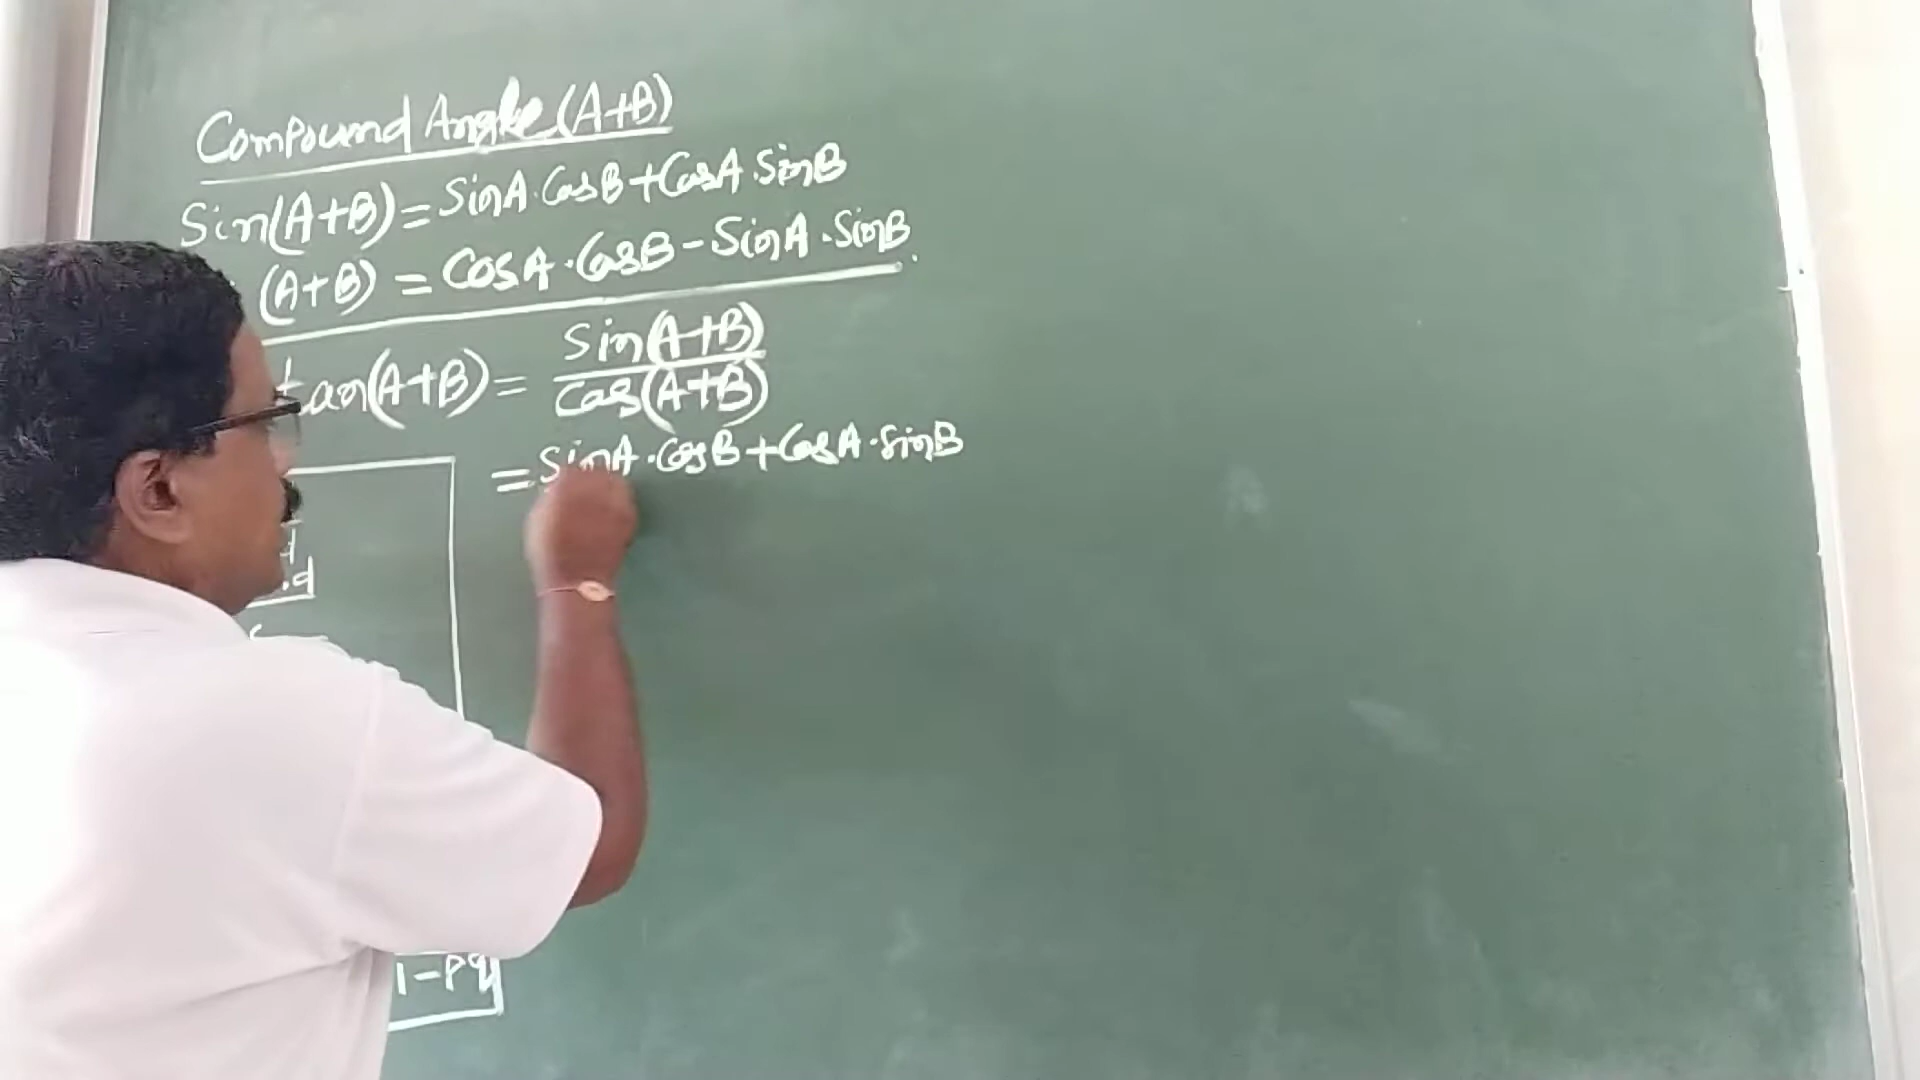 Compound Angle (A+B)
Sin(A+B) = SinA·CosB+CosA·SinB
(A+B) = CosA·CosB-SinA·SinB.
tan(A+B) = Sin(A+B)
Cos(A+B)
= SinA·CosB+CosA·SinB
d
.d
1-Pq